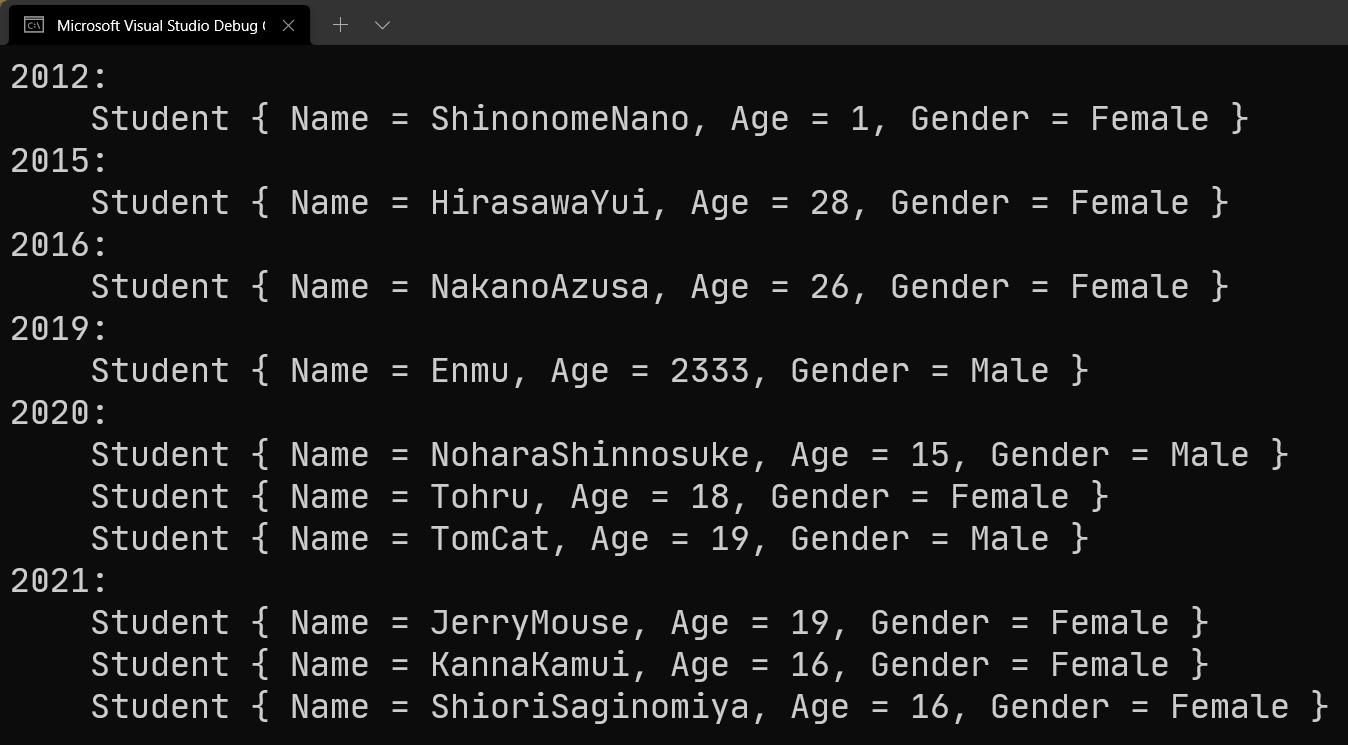 Microsoft Visual Studio Debug
2012:
    Student { Name = ShinonomeNano, Age = 1, Gender = Female }
2015:
    Student { Name = HirasawaYui, Age = 28, Gender = Female }
2016:
    Student { Name = NakanoAzusa, Age = 26, Gender = Female }
2019:
    Student { Name = Enmu, Age = 2333, Gender = Male }
2020:
    Student { Name = NoharaShinnosuke, Age = 15, Gender = Male }
    Student { Name = Tohru, Age = 18, Gender = Female }
    Student { Name = TomCat, Age = 19, Gender = Male }
2021:
    Student { Name = JerryMouse, Age = 19, Gender = Female }
    Student { Name = KannaKamui, Age = 16, Gender = Female }
    Student { Name = ShioriSaginomiya, Age = 16, Gender = Female }